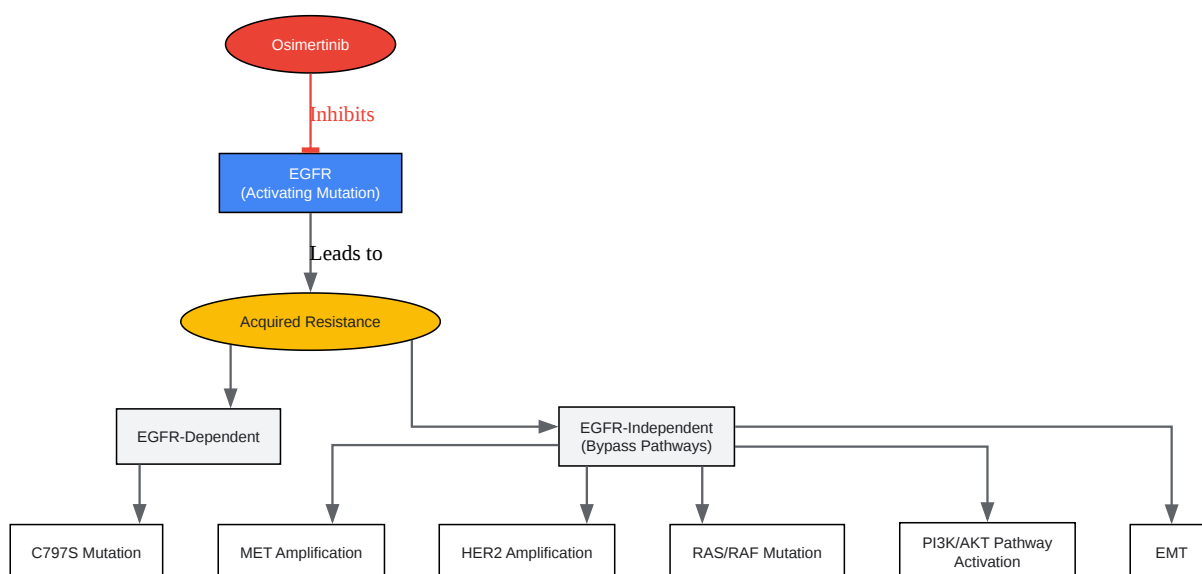 Osimertinib
Inhibits
EGFR
(Activating Mutation)
Leads to
Acquired Resistance
EGFR-Dependent
EGFR-Independent
(Bypass Pathways)
C797S Mutation
MET Amplification
HER2 Amplification
RAS/RAF Mutation
PI3K/AKT Pathway
Activation
EMT